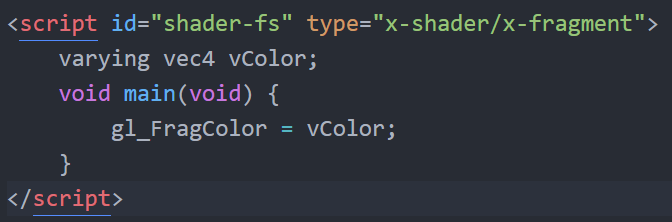 <script id="shader-fs" type="x-shader/x-fragment">
    varying vec4 vColor;
    void main(void) {
        gl_FragColor = vColor;
    }
</script>